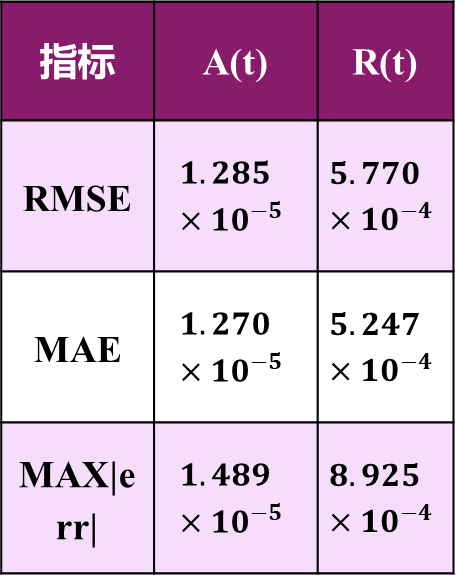 指标 A(t) R(t)
RMSE 1.285 5.770
× 10⁻⁵ × 10⁻⁴
MAE 1.270 5.247
× 10⁻⁵ × 10⁻⁴
MAX|e 1.489 8.925
rr| × 10⁻⁵ × 10⁻⁴